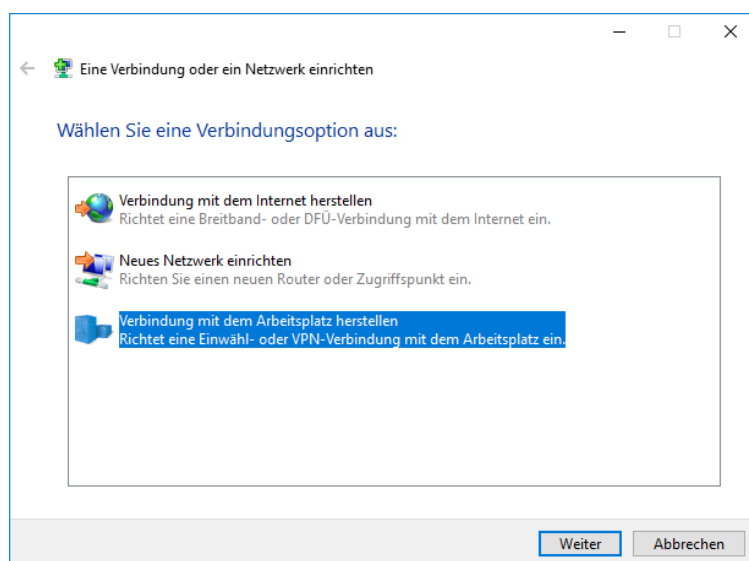 Eine Verbindung oder ein Netzwerk einrichten
Wählen Sie eine Verbindungsoption aus:
Verbindung mit dem Internet herstellen
Richtet eine Breitband- oder DFÜ-Verbindung mit dem Internet ein.
Neues Netzwerk einrichten
Richten Sie einen neuen Router oder Zugriffspunkt ein.
Verbindung mit dem Arbeitsplatz herstellen
Richtet eine Einwähl- oder VPN-Verbindung mit dem Arbeitsplatz ein.
Weiter Abbrechen